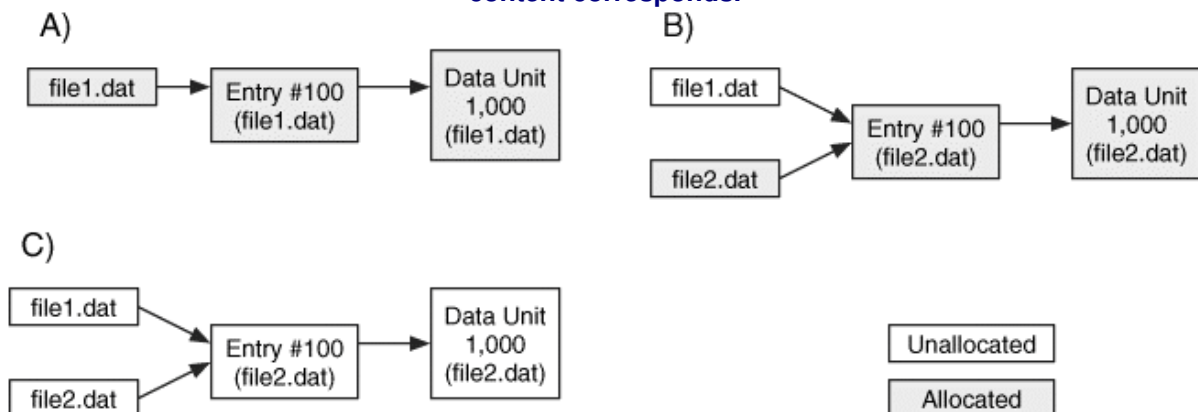 content corresponds.
A)
file1.dat
Entry #100
(file1.dat)
Data Unit
1,000
(file1.dat)
B)
file1.dat
file2.dat
Entry #100
(file2.dat)
Data Unit
1,000
(file2.dat)
C)
file1.dat
file2.dat
Entry #100
(file2.dat)
Data Unit
1,000
(file2.dat)
Unallocated
Allocated